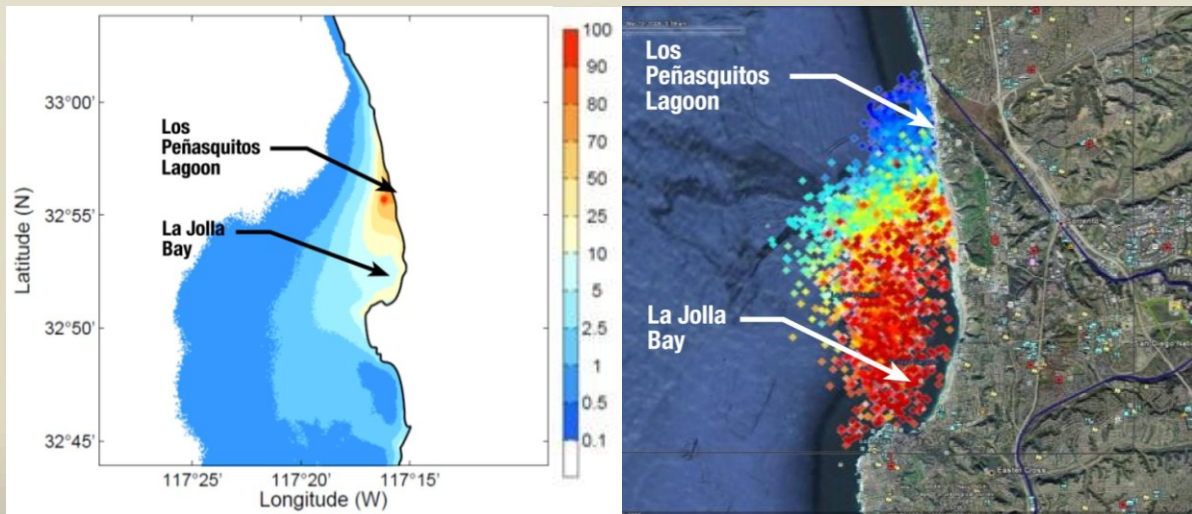 33°00'
32°55'
32°50'
32°45'
Latitude (N)
117°25'
117°20'
117°15'
Longitude (W)
Los
Peñasquitos
Lagoon
La Jolla
Bay
100
90
80
70
50
25
10
5
2.5
1
0.5
0.1
Los
Peñasquitos
Lagoon
La Jolla
Bay